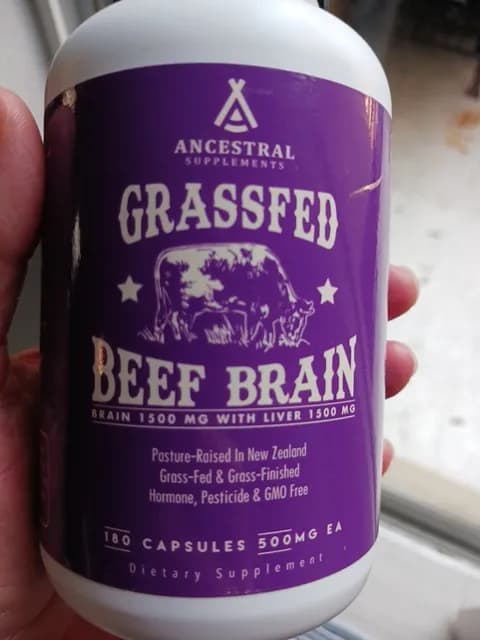 ANCESTRAL
SUPPLEMENTS
GRASSFED
BEEF BRAIN
BRAIN 1500 MG WITH LIVER 1500 MG
Pasture-Raised In New Zealand
Grass-Fed & Grass-Finished
Hormone, Pesticide & GMO Free
180 CAPSULES 500MG EA
Dietary Supplement